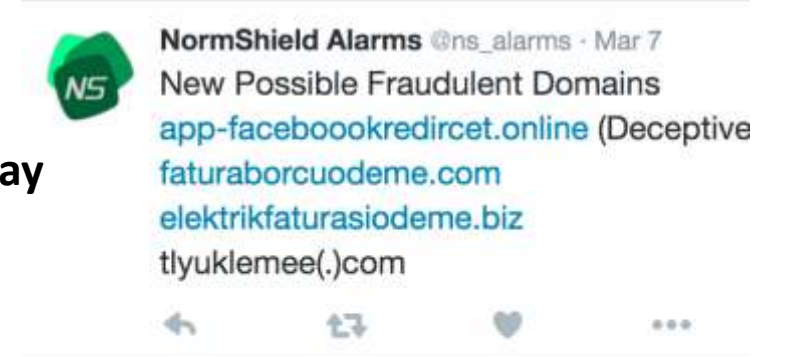 NormShield Alarms @ns_alarms · Mar 7
NS
New Possible Fraudulent Domains
app-faceboookredircet.online (Deceptive
ay
faturaborcuodeme.com
elektrikfaturasiodeme.biz
tlyuklemee(.)com